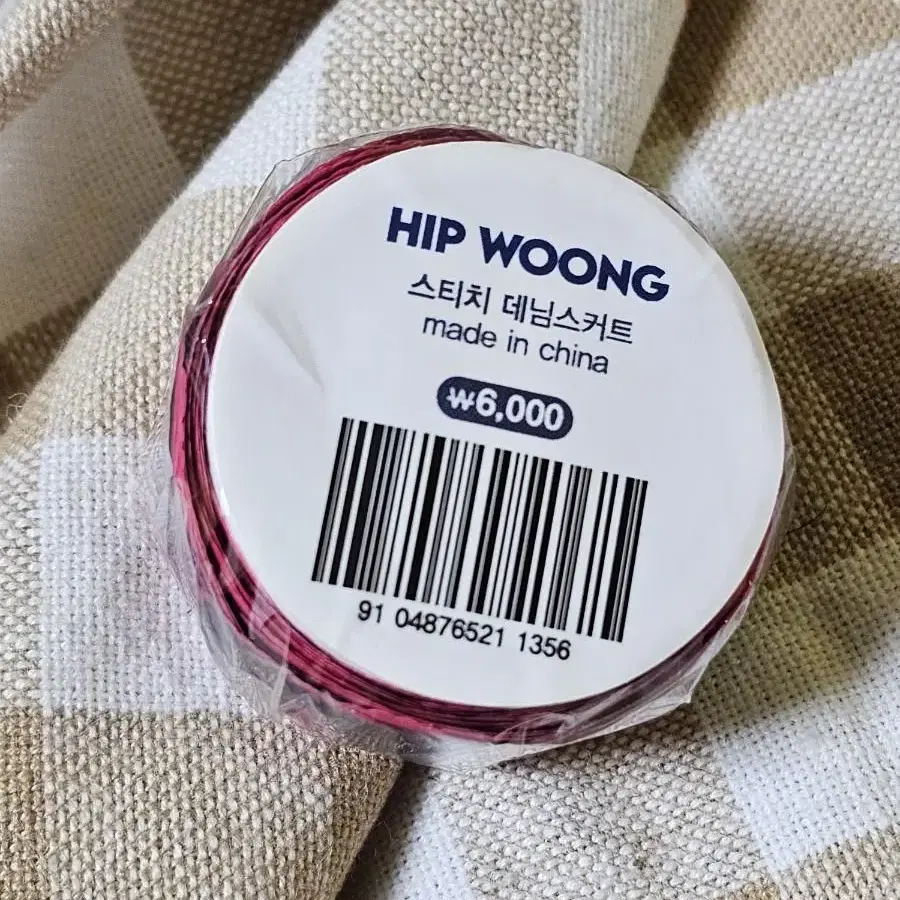 HIP WOONG
스티치 데님스커트
made in china
₩6,000
91 04876521 1356